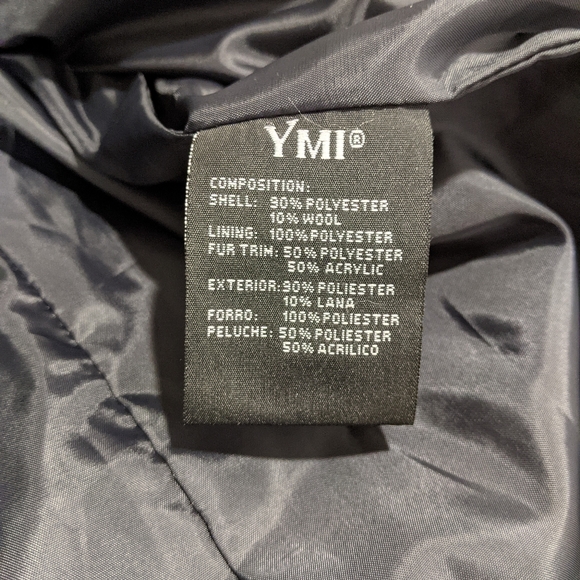 YMI®
COMPOSITION:
SHELL: 90% POLYESTER
10% WOOL
LINING: 100% POLYESTER
FUR TRIM: 50% POLYESTER
50% ACRYLIC
EXTERIOR: 90% POLIESTER
10% LANA
FORRO: 100% POLIESTER
PELUCHE: 50% POLIESTER
50% ACRILICO